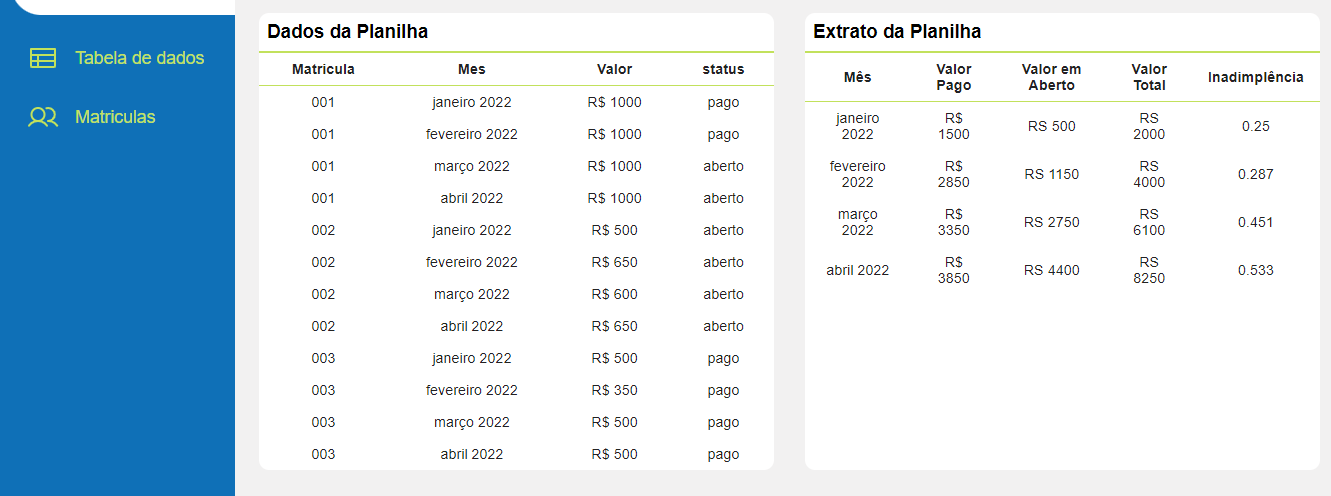 Tabela de dados
Matriculas
Dados da Planilha
Matricula Mes Valor status
001 janeiro 2022 R$ 1000 pago
001 fevereiro 2022 R$ 1000 pago
001 março 2022 R$ 1000 aberto
001 abril 2022 R$ 1000 aberto
002 janeiro 2022 R$ 500 aberto
002 fevereiro 2022 R$ 650 aberto
002 março 2022 R$ 600 aberto
002 abril 2022 R$ 650 aberto
003 janeiro 2022 R$ 500 pago
003 fevereiro 2022 R$ 350 pago
003 março 2022 R$ 500 pago
003 abril 2022 R$ 500 pago
Extrato da Planilha
Mês Valor Pago Valor em Aberto Valor Total Inadimplência
janeiro 2022 R$ 1500 RS 500 RS 2000 0.25
fevereiro 2022 R$ 2850 RS 1150 RS 4000 0.287
março 2022 R$ 3350 RS 2750 RS 6100 0.451
abril 2022 R$ 3850 RS 4400 RS 8250 0.533